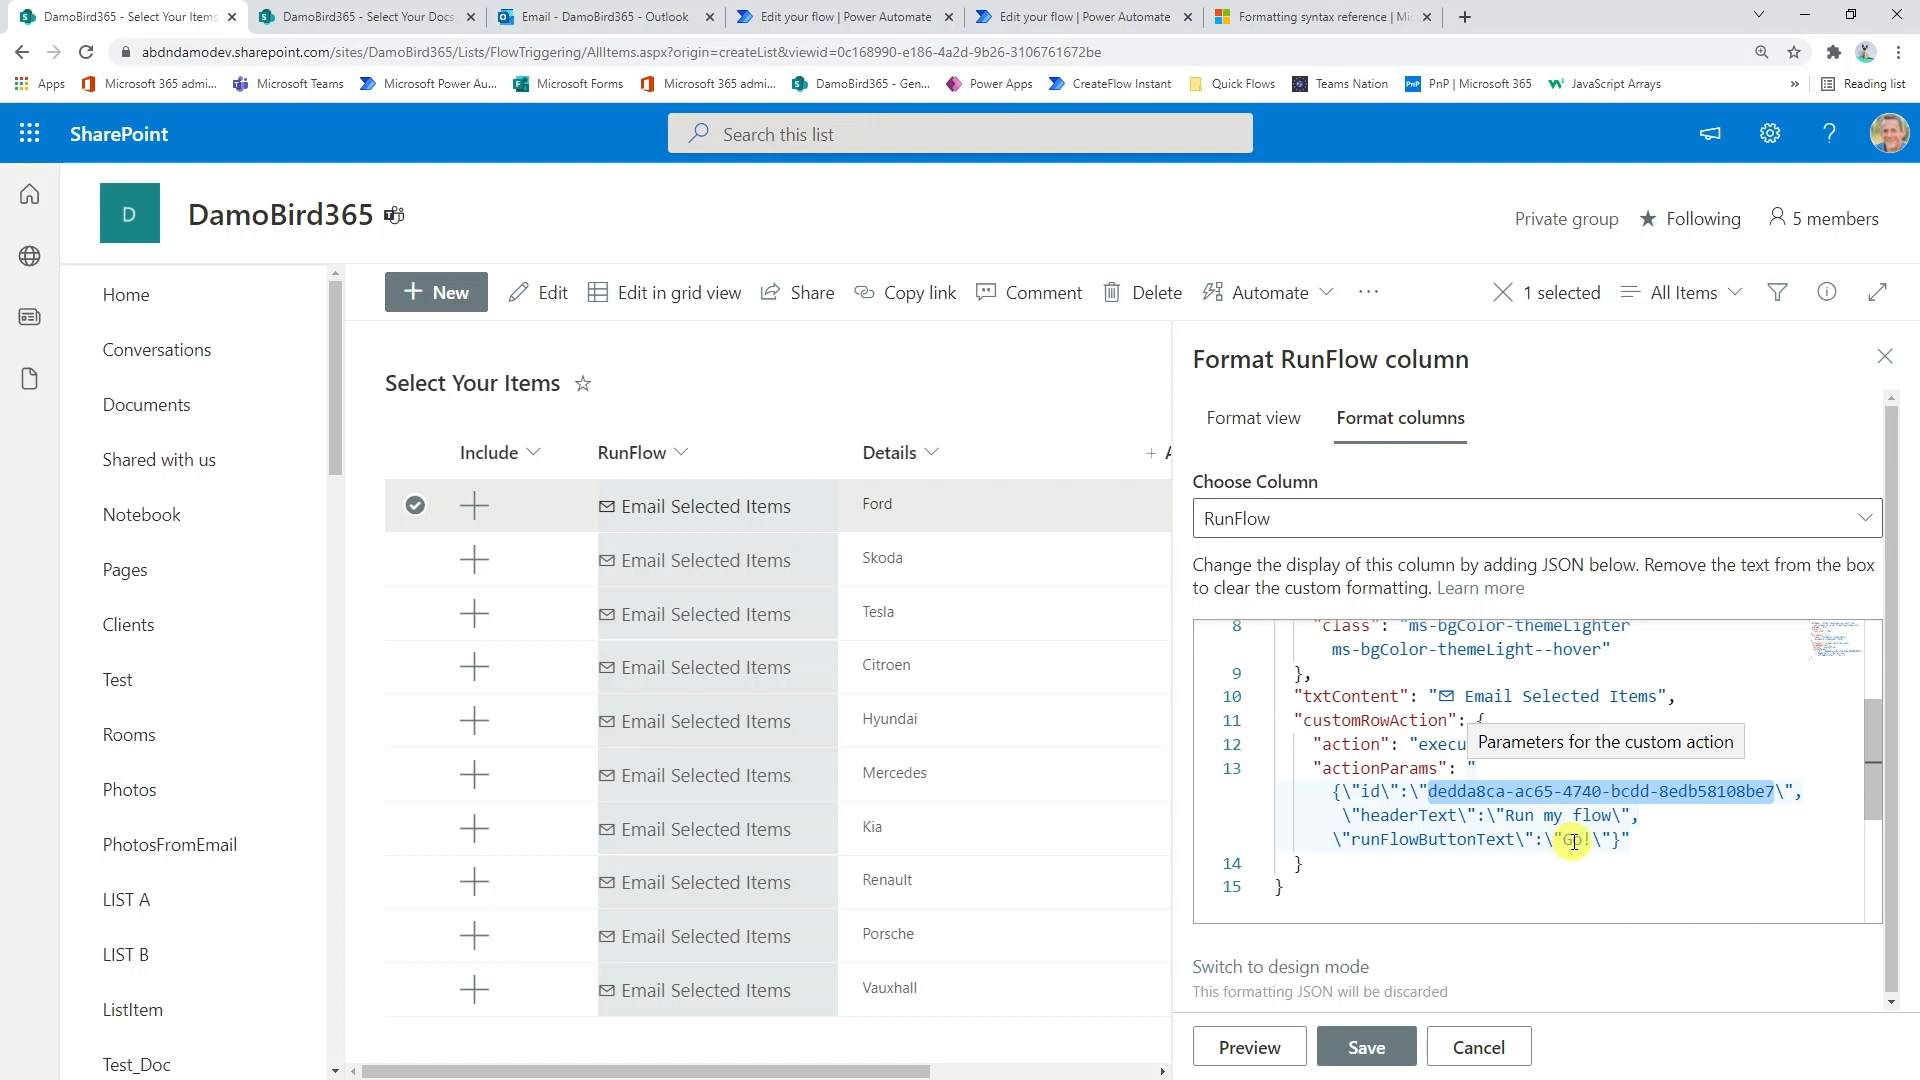 DamoBird365 - Select Your Items
DamoBird365 - Select Your Docs
Email - DamoBird365 - Outlook
Edit your flow | Power Automate
Edit your flow | Power Automate
Formatting syntax reference | Mi
abdndamodev.sharepoint.com/sites/DamoBird365/Lists/FlowTriggering/AllItems.aspx?origin=createList&viewid=0c168990-e186-4a2d-9b26-3106761672be
Apps
Microsoft 365 admi...
Microsoft Teams
Microsoft Power Au...
Microsoft Forms
Microsoft 365 admi...
DamoBird365 - Gen...
Power Apps
CreateFlow Instant
Quick Flows
Teams Nation
PnP | Microsoft 365
JavaScript Arrays
»
Reading list
SharePoint
Search this list
D
DamoBird365
Private group
Following
5 members
Home
Conversations
Documents
Shared with us
Notebook
Pages
Clients
Test
Rooms
Photos
PhotosFromEmail
LIST A
LIST B
ListItem
Test_Doc
+ New
Edit
Edit in grid view
Share
Copy link
Comment
Delete
Automate
...
1 selected
All Items
Select Your Items
Include
RunFlow
Details
+ A
Email Selected Items
Ford
Email Selected Items
Skoda
Email Selected Items
Tesla
Email Selected Items
Citroen
Email Selected Items
Hyundai
Email Selected Items
Mercedes
Email Selected Items
Kia
Email Selected Items
Renault
Email Selected Items
Porsche
Email Selected Items
Vauxhall
Format RunFlow column
Format view
Format columns
Choose Column
RunFlow
Change the display of this column by adding JSON below. Remove the text from the box
to clear the custom formatting. Learn more
8 "class": "ms-bgColor-themeLighter
ms-bgColor-themeLight--hover"
9 },
10 "txtContent": "✉ Email Selected Items",
11 "customRowAction": {
12 "action": "execu
Parameters for the custom action
13 "actionParams": "
{\"id\":\"dedda8ca-ac65-4740-bcdd-8edb58108be7\",
\"headerText\":\"Run my flow\",
\"runFlowButtonText\":\"Go!\"}"
14 }
15 }
Switch to design mode
This formatting JSON will be discarded
Preview
Save
Cancel